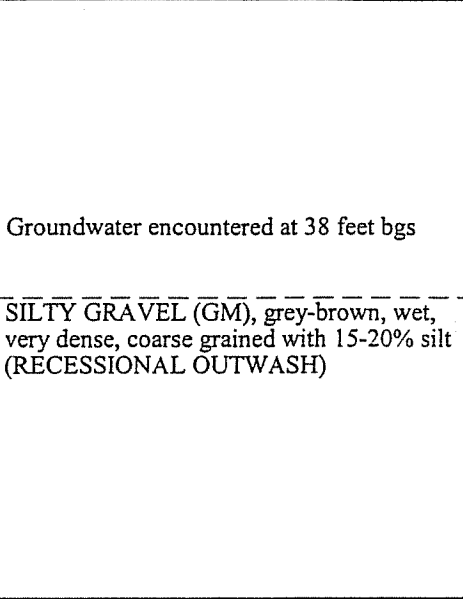 Groundwater encountered at 38 feet bgs
SILTY GRAVEL (GM), grey-brown, wet,
very dense, coarse grained with 15-20% silt
(RECESSIONAL OUTWASH)